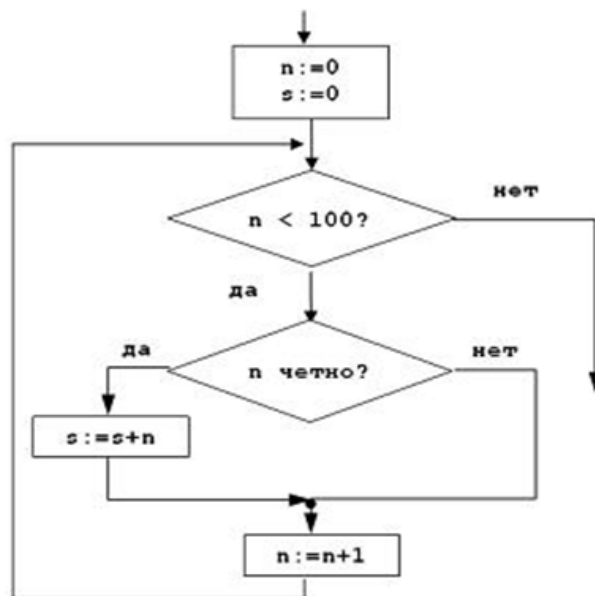 n:=0
s:=0
n < 100?
нет
да
n четно?
да
нет
s:=s+n
n:=n+1